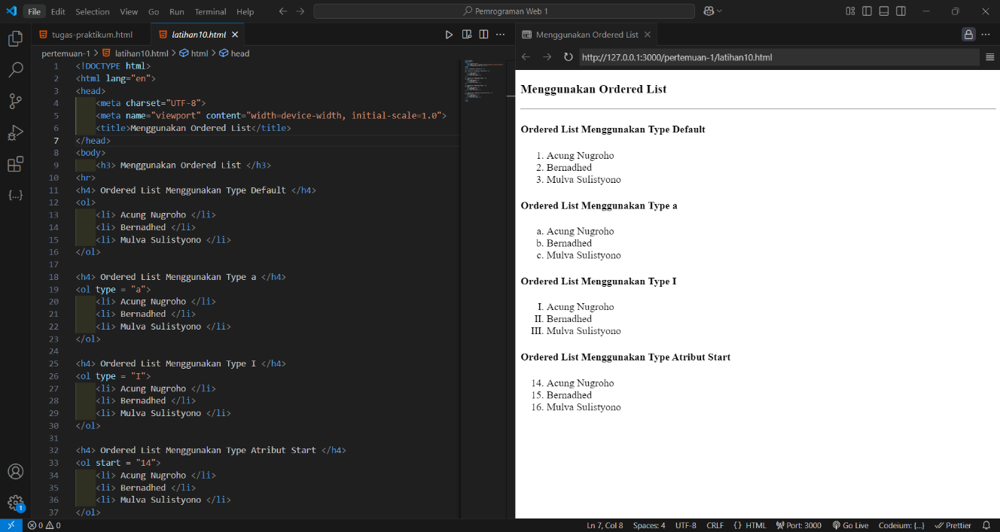 File Edit Selection View Go Run Terminal Help
Pemrograman Web 1
tugas-praktikum.html
latihan10.html
pertemuan-1 > latihan10.html > html > head
1 <!DOCTYPE html>
2 <html lang="en">
3 <head>
4 <meta charset="UTF-8">
5 <meta name="viewport" content="width=device-width, initial-scale=1.0">
6 <title>Menggunakan Ordered List</title>
7 </head>
8 <body>
9 <h3> Menggunakan Ordered List </h3>
10 <hr>
11 <h4> Ordered List Menggunakan Type Default </h4>
12 <ol>
13 <li> Acung Nugroho </li>
14 <li> Bernadhed </li>
15 <li> Mulva Sulistyono </li>
16 </ol>
17
18 <h4> Ordered List Menggunakan Type a </h4>
19 <ol type = "a">
20 <li> Acung Nugroho </li>
21 <li> Bernadhed </li>
22 <li> Mulva Sulistyono </li>
23 </ol>
24
25 <h4> Ordered List Menggunakan Type I </h4>
26 <ol type = "I">
27 <li> Acung Nugroho </li>
28 <li> Bernadhed </li>
29 <li> Mulva Sulistyono </li>
30 </ol>
31
32 <h4> Ordered List Menggunakan Type Atribut Start </h4>
33 <ol start = "14">
34 <li> Acung Nugroho </li>
35 <li> Bernadhed </li>
36 <li> Mulva Sulistyono </li>
37 </ol>
Menggunakan Ordered List
http://127.0.0.1:3000/pertemuan-1/latihan10.html
Menggunakan Ordered List
Ordered List Menggunakan Type Default
1. Acung Nugroho
2. Bernadhed
3. Mulva Sulistyono
Ordered List Menggunakan Type a
a. Acung Nugroho
b. Bernadhed
c. Mulva Sulistyono
Ordered List Menggunakan Type I
I. Acung Nugroho
II. Bernadhed
III. Mulva Sulistyono
Ordered List Menggunakan Type Atribut Start
14. Acung Nugroho
15. Bernadhed
16. Mulva Sulistyono
1
0 0
Ln 7, Col 8 Spaces: 4 UTF-8 CRLF {} HTML Port: 3000 Go Live Codeium: {...} Prettier